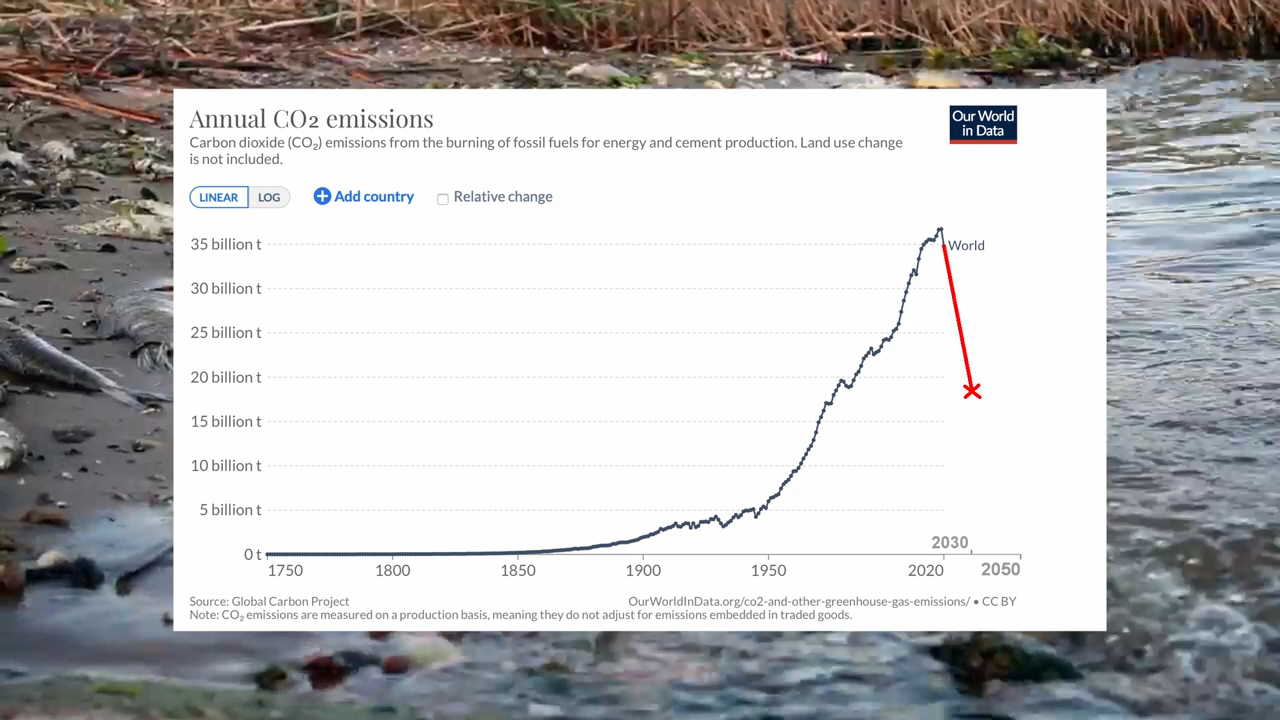 Annual CO₂ emissions
Our World
in Data
Carbon dioxide (CO₂) emissions from the burning of fossil fuels for energy and cement production. Land use change
is not included.
LINEAR LOG Add country Relative change
35 billion t
World
30 billion t
25 billion t
20 billion t
15 billion t
10 billion t
5 billion t
0 t
2030
1750 1800 1850 1900 1950 2020 2050
Source: Global Carbon Project OurWorldInData.org/co2-and-other-greenhouse-gas-emissions/ • CC BY
Note: CO₂ emissions are measured on a production basis, meaning they do not adjust for emissions embedded in traded goods.